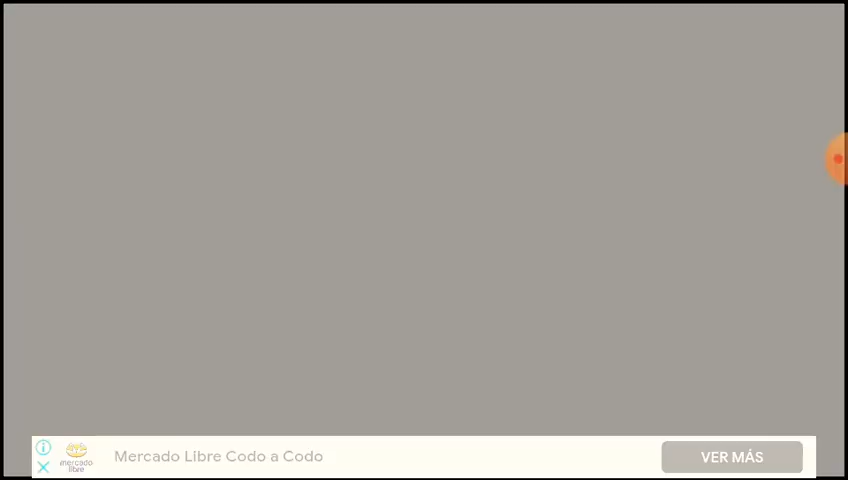 mercado
libre
Mercado Libre Codo a Codo
VER MÁS